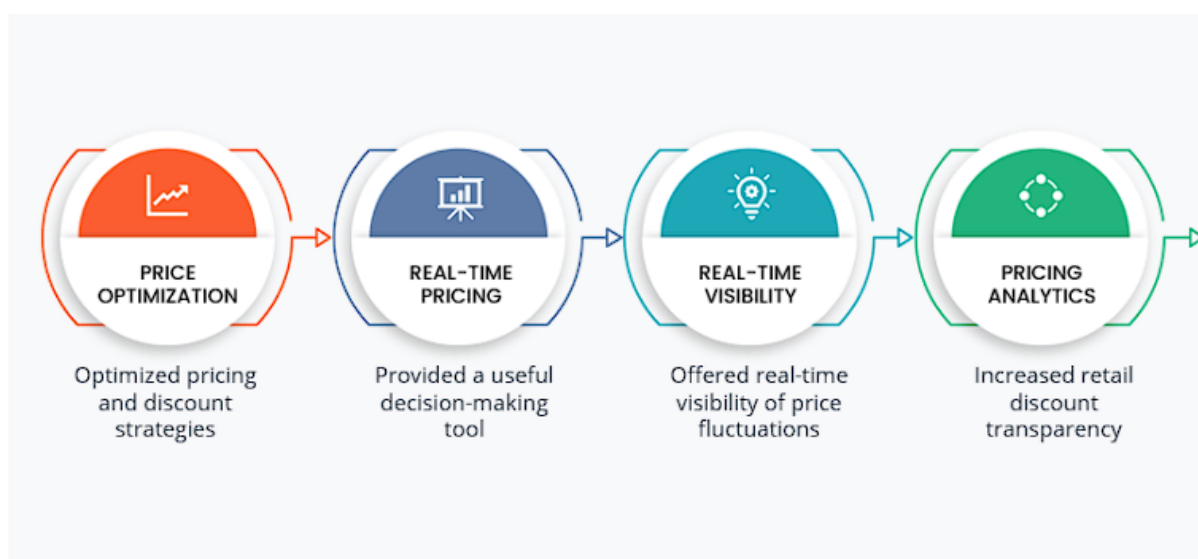 PRICE
OPTIMIZATION
Optimized pricing
and discount
strategies
REAL-TIME
PRICING
Provided a useful
decision-making
tool
REAL-TIME
VISIBILITY
Offered real-time
visibility of price
fluctuations
PRICING
ANALYTICS
Increased retail
discount
transparency